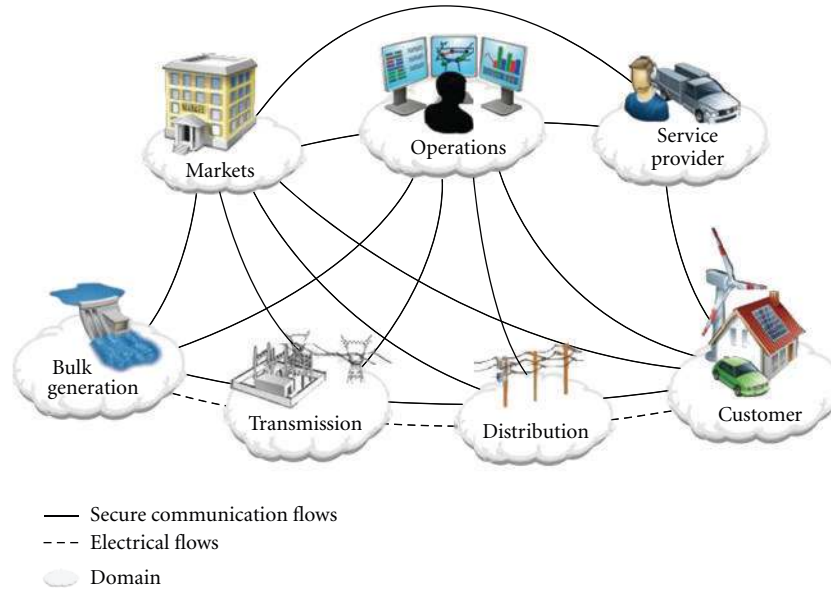 Markets
Operations
Service
provider
Bulk
generation
Transmission
Distribution
Customer
Secure communication flows
Electrical flows
Domain